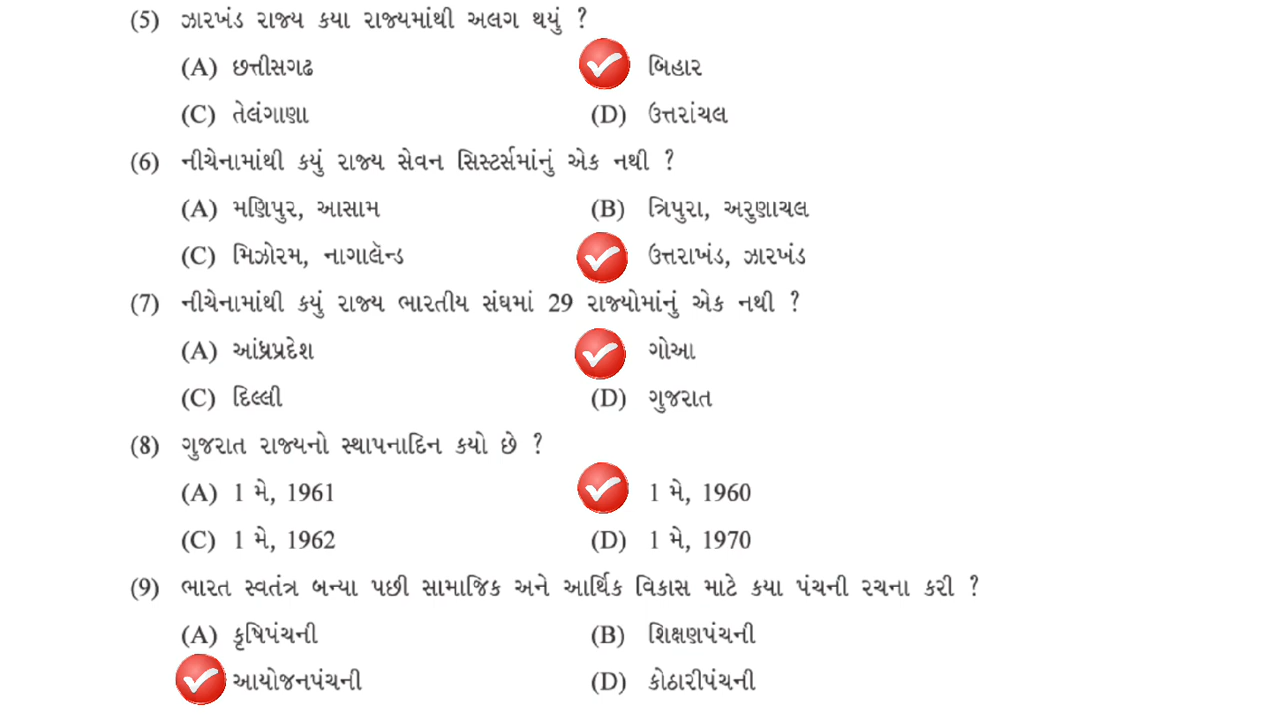 (5) ઝારખંડ રાજ્ય કયા રાજ્યમાંથી અલગ થયું ?
(A) છત્તીસગઢ બિહાર
(C) તેલંગાણા (D) ઉત્તરાંચલ
(6) નીચેનામાંથી કયું રાજ્ય સેવન સિસ્ટર્સમાંનું એક નથી ?
(A) મણિપુર, આસામ (B) ત્રિપુરા, અરુણાચલ
(C) મિઝોરમ, નાગાલૅન્ડ ઉત્તરાખંડ, ઝારખંડ
(7) નીચેનામાંથી કયું રાજ્ય ભારતીય સંઘમાં 29 રાજ્યોમાંનું એક નથી ?
(A) આંધ્રપ્રદેશ ગોઆ
(C) દિલ્લી (D) ગુજરાત
(8) ગુજરાત રાજ્યનો સ્થાપનાદિન કયો છે ?
(A) 1 મે, 1961 1 મે, 1960
(C) 1 મે, 1962 (D) 1 મે, 1970
(9) ભારત સ્વતંત્ર બન્યા પછી સામાજિક અને આર્થિક વિકાસ માટે કયા પંચની રચના કરી ?
(A) કૃષિપંચની (B) શિક્ષણપંચની
આયોજનપંચની (D) કોઠારીપંચની